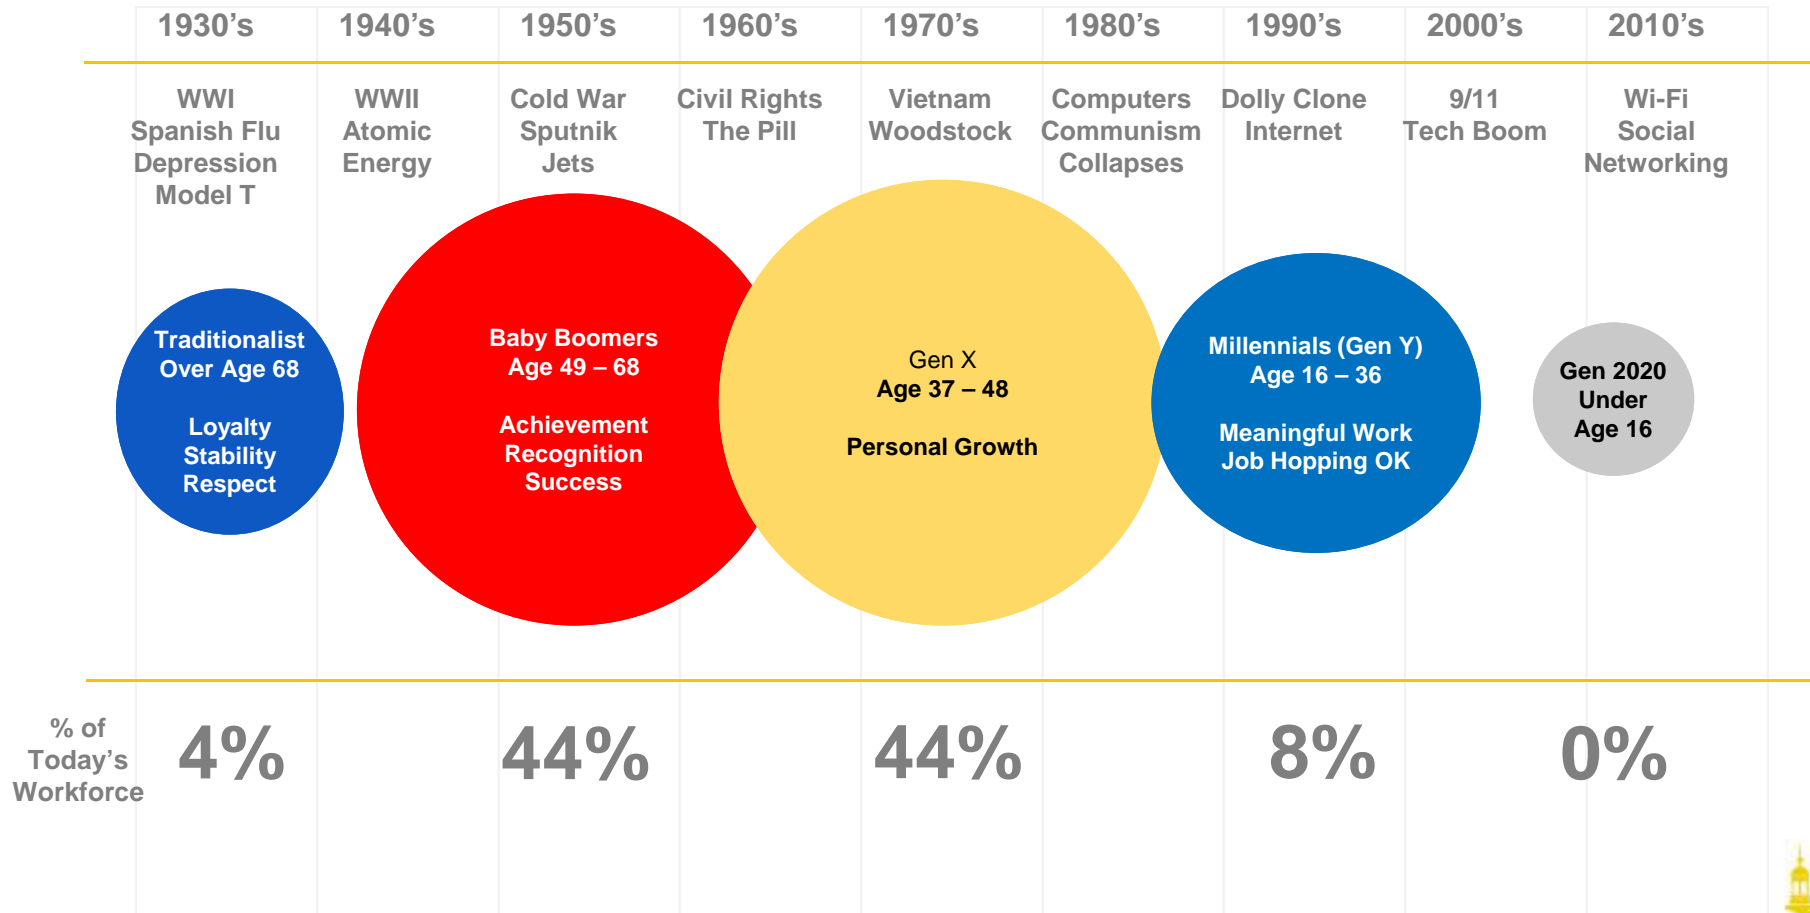 1930’s 1940’s 1950’s 1960’s 1970’s 1980’s 1990’s 2000’s 2010’s
WWI
Spanish Flu
Depression
Model T
WWII
Atomic
Energy
Cold War
Sputnik
Jets
Civil Rights
The Pill
Vietnam
Woodstock
Computers
Communism
Collapses
Dolly Clone
Internet
9/11
Tech Boom
Wi-Fi
Social
Networking
Traditionalist
Over Age 68
Loyalty
Stability
Respect
Baby Boomers
Age 49 – 68
Achievement
Recognition
Success
Gen X
Age 37 – 48
Personal Growth
Millennials (Gen Y)
Age 16 – 36
Meaningful Work
Job Hopping OK
Gen 2020
Under
Age 16
% of
Today’s
Workforce
4% 44% 44% 8% 0%